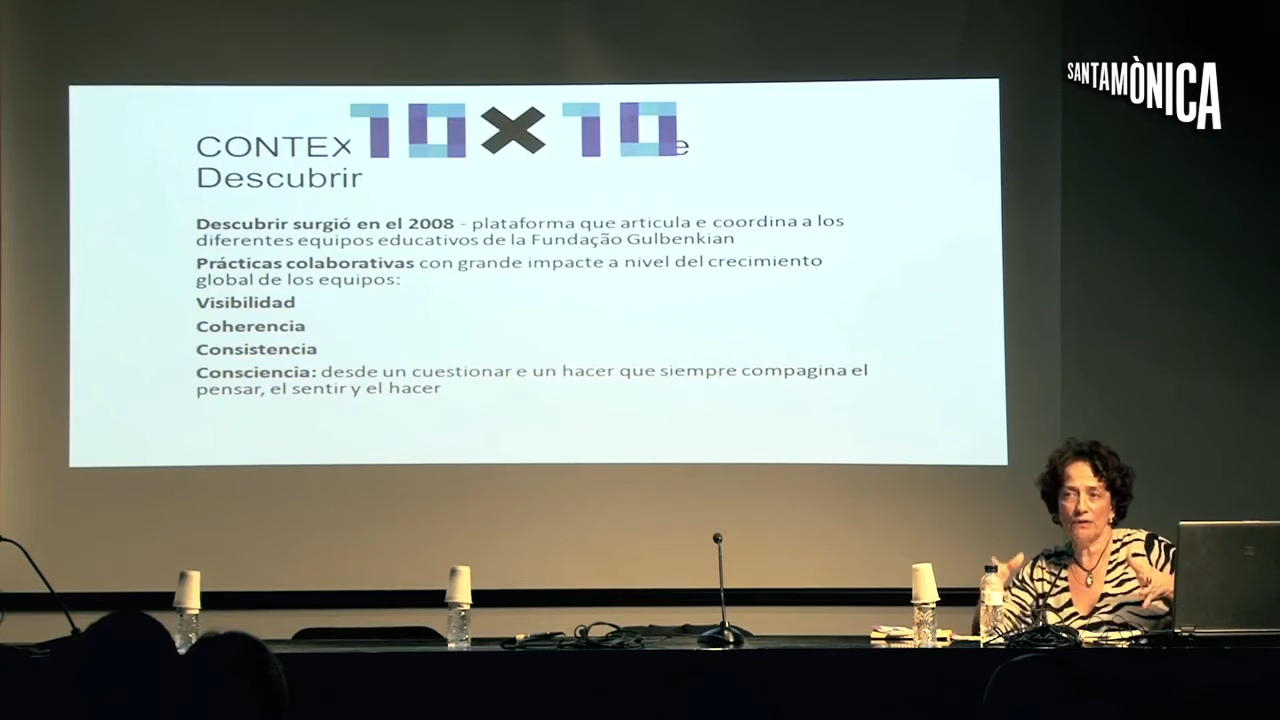 SANTAMÒNICA
10×10
CONTEX e
Descubrir
Descubrir surgió en el 2008 - plataforma que articula e coordina a los
diferentes equipos educativos de la Fundação Gulbenkian
Prácticas colaborativas con grande impacte a nivel del crecimiento
global de los equipos:
Visibilidad
Coherencia
Consistencia
Consciencia: desde un cuestionar e un hacer que siempre compagina el
pensar, el sentir y el hacer